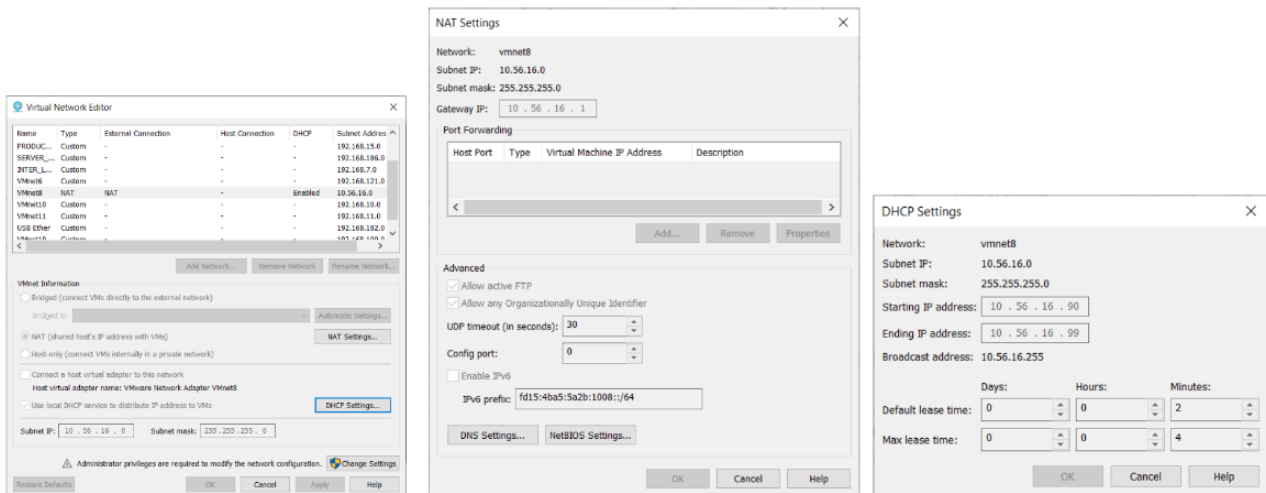 Virtual Network Editor
Name Type External Connection Host Connection DHCP Subnet Addres
PRODUC... Custom - - - 192.168.15.0
SERVER_... Custom - - - 192.168.186.0
INTER_L... Custom - - - 192.168.7.0
VMnet6 Custom - - - 192.168.121.0
VMnet8 NAT NAT - Enabled 10.56.16.0
VMnet10 Custom - - - 192.168.10.0
VMnet11 Custom - - - 192.168.11.0
USB Ether Custom - - - 192.168.182.0
Custom
Add Network... Remove Network Rename Network...
VMnet Information
Bridged (connect VMs directly to the external network)
Bridged to: Automatic Settings...
NAT (shared host's IP address with VMs) NAT Settings...
Host-only (connect VMs internally in a private network)
Connect a host virtual adapter to this network
Host virtual adapter name: VMware Network Adapter VMnet8
Use local DHCP service to distribute IP address to VMs DHCP Settings...
Subnet IP: 10 . 56 . 16 . 0 Subnet mask: 255 . 255 . 255 . 0
Administrator privileges are required to modify the network configuration. Change Settings
Restore Defaults OK Cancel Apply Help
NAT Settings
Network: vmnet8
Subnet IP: 10.56.16.0
Subnet mask: 255.255.255.0
Gateway IP: 10 . 56 . 16 . 1
Port Forwarding
Host Port Type Virtual Machine IP Address Description
Add... Remove Properties
Advanced
Allow active FTP
Allow any Organizationally Unique Identifier
UDP timeout (in seconds): 30
Config port: 0
Enable IPv6
IPv6 prefix: fd15:4ba5:5a2b:1008::/64
DNS Settings... NetBIOS Settings...
OK Cancel Help
DHCP Settings
Network: vmnet8
Subnet IP: 10.56.16.0
Subnet mask: 255.255.255.0
Starting IP address: 10 . 56 . 16 . 90
Ending IP address: 10 . 56 . 16 . 99
Broadcast address: 10.56.16.255
Days: Hours: Minutes:
Default lease time: 0 0 2
Max lease time: 0 0 4
OK Cancel Help